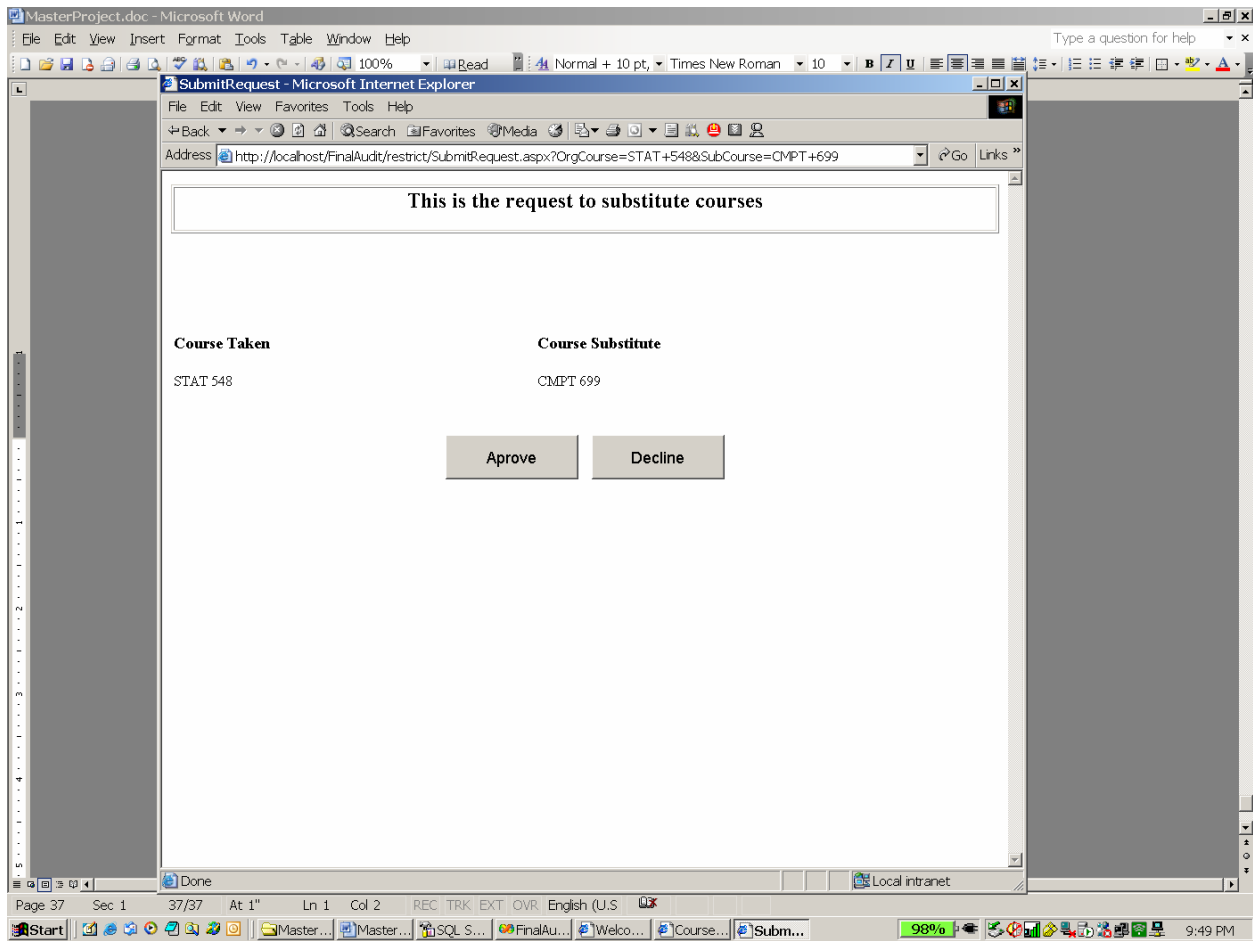 MasterProject.doc - Microsoft Word
File Edit View Insert Format Tools Table Window Help
Type a question for help
100% Read Normal + 10 pt, Times New Roman 10 B I U
SubmitRequest - Microsoft Internet Explorer
File Edit View Favorites Tools Help
Back Search Favorites Media
Address http://localhost/FinalAudit/restrict/SubmitRequest.aspx?OrgCourse=STAT+548&SubCourse=CMPT+699 Go Links »
This is the request to substitute courses
Course Taken Course Substitute
STAT 548 CMPT 699
Aprove Decline
Done Local intranet
Page 37 Sec 1 37/37 At 1" Ln 1 Col 2 REC TRK EXT OVR English (U.S
Start Master... Master... SQL S... FinalAu... Welco... Course... Subm... 98% 9:49 PM